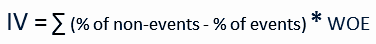 IV = ∑ (% of non-events - % of events) * WOE